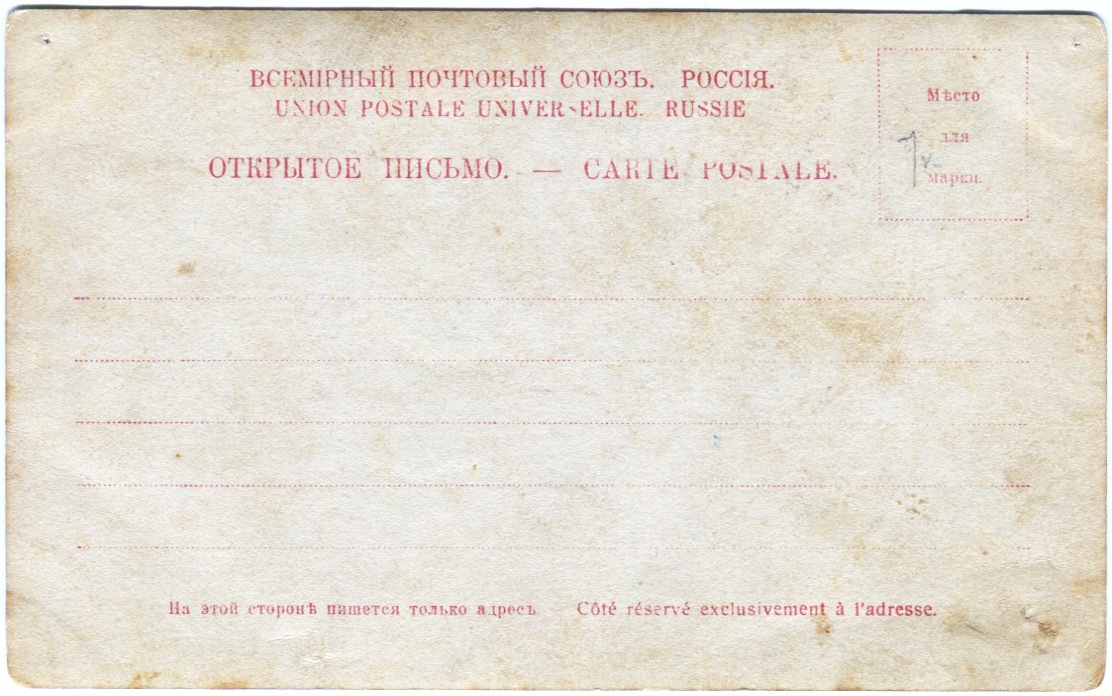 ВСЕМІРНЫЙ ПОЧТОВЫЙ СОЮЗЪ. РОССІЯ.
UNION POSTALE UNIVERSELLE. RUSSIE
ОТКРЫТОЕ ПИСЬМО. — CARTE POSTALE.
Мѣсто
для
марки.
На этой сторонѣ пишется только адресъ Côté réservé exclusivement à l'adresse.